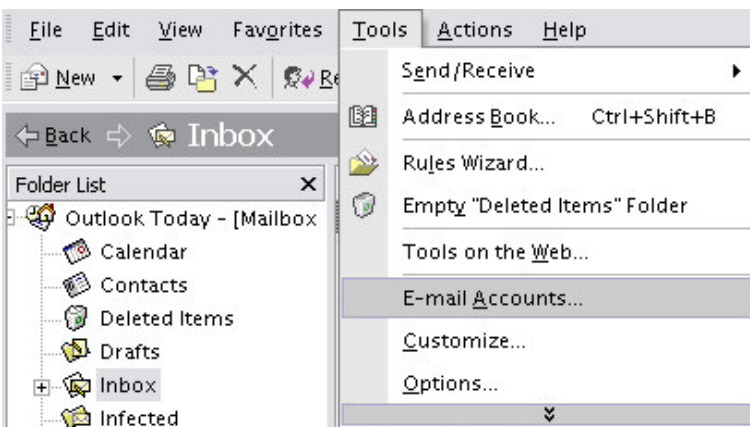 File Edit View Favorites Tools Actions Help
New
Back Inbox
Folder List
Outlook Today - [Mailbox
Calendar
Contacts
Deleted Items
Drafts
Inbox
Infected
Send/Receive
Address Book... Ctrl+Shift+B
Rules Wizard...
Empty "Deleted Items" Folder
Tools on the Web...
E-mail Accounts...
Customize...
Options...